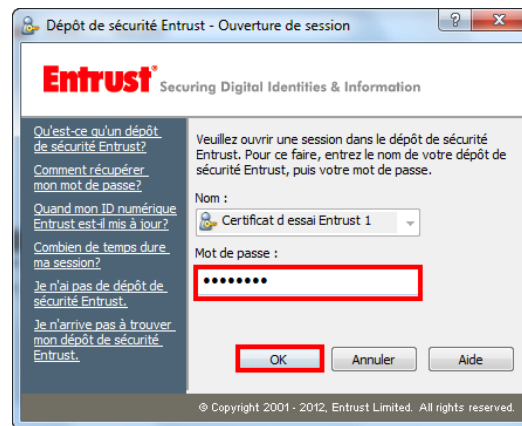 Dépôt de sécurité Entrust - Ouverture de session
Entrust® Securing Digital Identities & Information
Qu'est-ce qu'un dépôt
de sécurité Entrust?
Comment récupérer
mon mot de passe?
Quand mon ID numérique
Entrust est-il mis à jour?
Combien de temps dure
ma session?
Je n'ai pas de dépôt de
sécurité Entrust.
Je n'arrive pas à trouver
mon dépôt de sécurité
Entrust.
Veuillez ouvrir une session dans le dépôt de sécurité
Entrust. Pour ce faire, entrez le nom de votre dépôt de
sécurité Entrust, puis votre mot de passe.
Nom :
Certificat d essai Entrust 1
Mot de passe :
••••••••
OK Annuler Aide
© Copyright 2001 - 2012, Entrust Limited. All rights reserved.